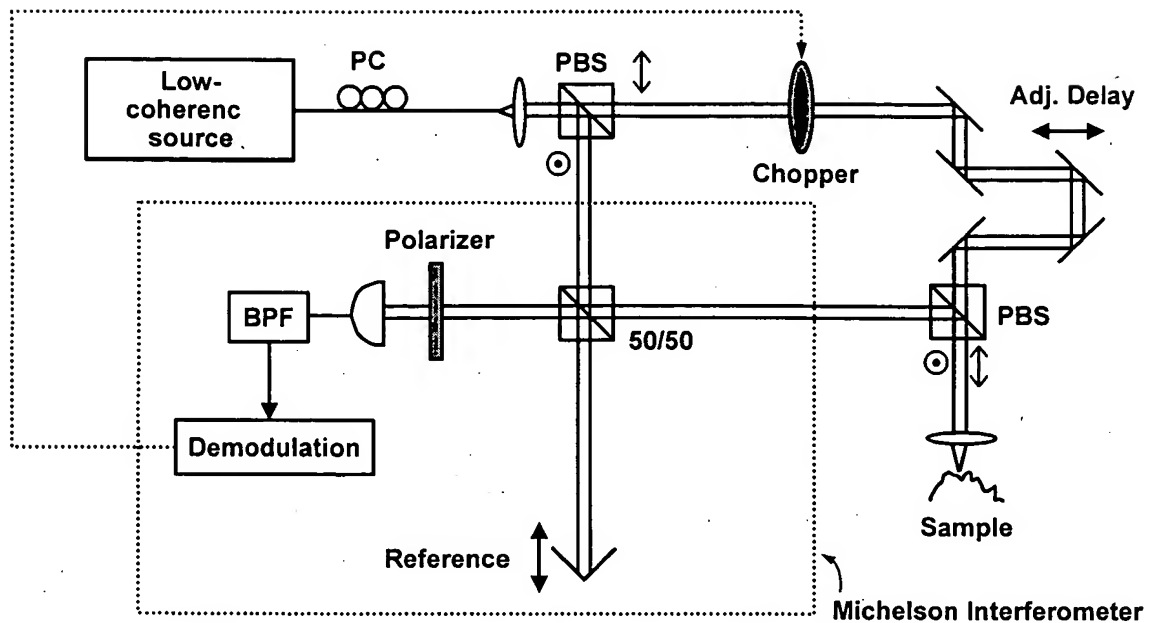 PC
PBS
Low-
coherenc
source
Adj. Delay
Chopper
Polarizer
BPF
50/50
PBS
Demodulation
Reference
Sample
Michelson Interferometer